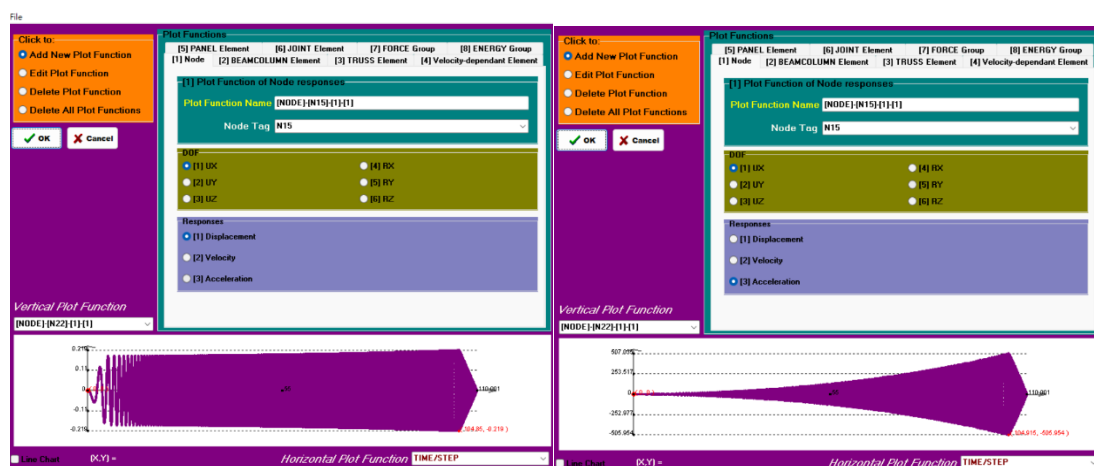 File
Click to:
Add New Plot Function
Edit Plot Function
Delete Plot Function
Delete All Plot Functions
OK
Cancel
Plot Functions
[5] PANEL Element [6] JOINT Element [7] FORCE Group [8] ENERGY Group
[1] Node [2] BEAMCOLUMN Element [3] TRUSS Element [4] Velocity-dependant Element
[1] Plot Function of Node responses
Plot Function Name [NODE]-[N15]-[1]-[1]
Node Tag N15
DOF
[1] UX [4] RX
[2] UY [5] RY
[3] UZ [6] RZ
Responses
[1] Displacement
[2] Velocity
[3] Acceleration
Vertical Plot Function
[NODE]-[N22]-[1]-[1]
0.219
0.11
0
110.001
-0.11
-0.219
Line Chart (X,Y) = Horizontal Plot Function TIME/STEP
Click to:
Add New Plot Function
Edit Plot Function
Delete Plot Function
Delete All Plot Functions
OK
Cancel
Plot Functions
[5] PANEL Element [6] JOINT Element [7] FORCE Group [8] ENERGY Group
[1] Node [2] BEAMCOLUMN Element [3] TRUSS Element [4] Velocity-dependant Element
[1] Plot Function of Node responses
Plot Function Name [NODE]-[N15]-[1]-[1]
Node Tag N15
DOF
[1] UX [4] RX
[2] UY [5] RY
[3] UZ [6] RZ
Responses
[1] Displacement
[2] Velocity
[3] Acceleration
Vertical Plot Function
[NODE]-[N22]-[1]-[1]
253.517
0
110.001
-252.977
-505.954
Line Chart (X,Y) = Horizontal Plot Function TIME/STEP